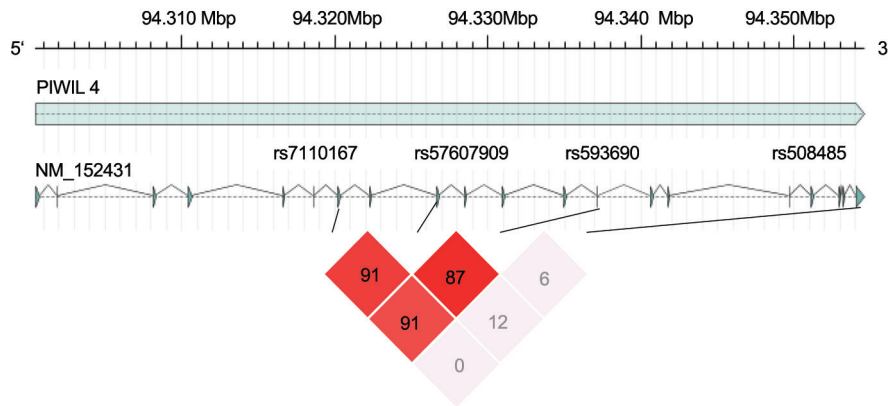 94.310 Mbp 94.320Mbp 94.330Mbp 94.340 Mbp 94.350Mbp
5‘ 3
PIWIL 4
rs7110167 rs57607909 rs593690 rs508485
NM_152431
91 87 6
91 12
0